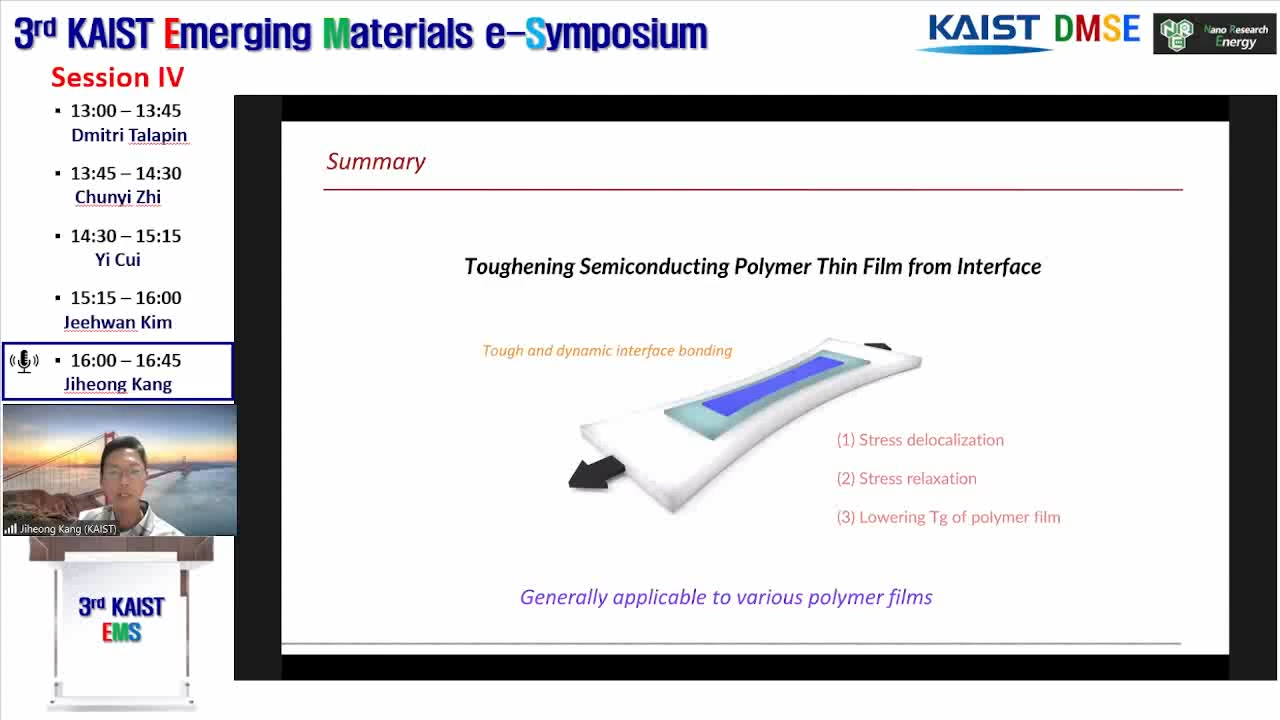 3rd KAIST Emerging Materials e-Symposium
KAIST DMSE
NRE Nano Research Energy
Session IV
▪ 13:00 – 13:45
Dmitri Talapin
▪ 13:45 – 14:30
Chunyi Zhi
▪ 14:30 – 15:15
Yi Cui
▪ 15:15 – 16:00
Jeehwan Kim
▪ 16:00 – 16:45
Jiheong Kang
Jiheong Kang (KAIST)
3rd KAIST
EMS
Summary
Toughening Semiconducting Polymer Thin Film from Interface
Tough and dynamic interface bonding
(1) Stress delocalization
(2) Stress relaxation
(3) Lowering Tg of polymer film
Generally applicable to various polymer films